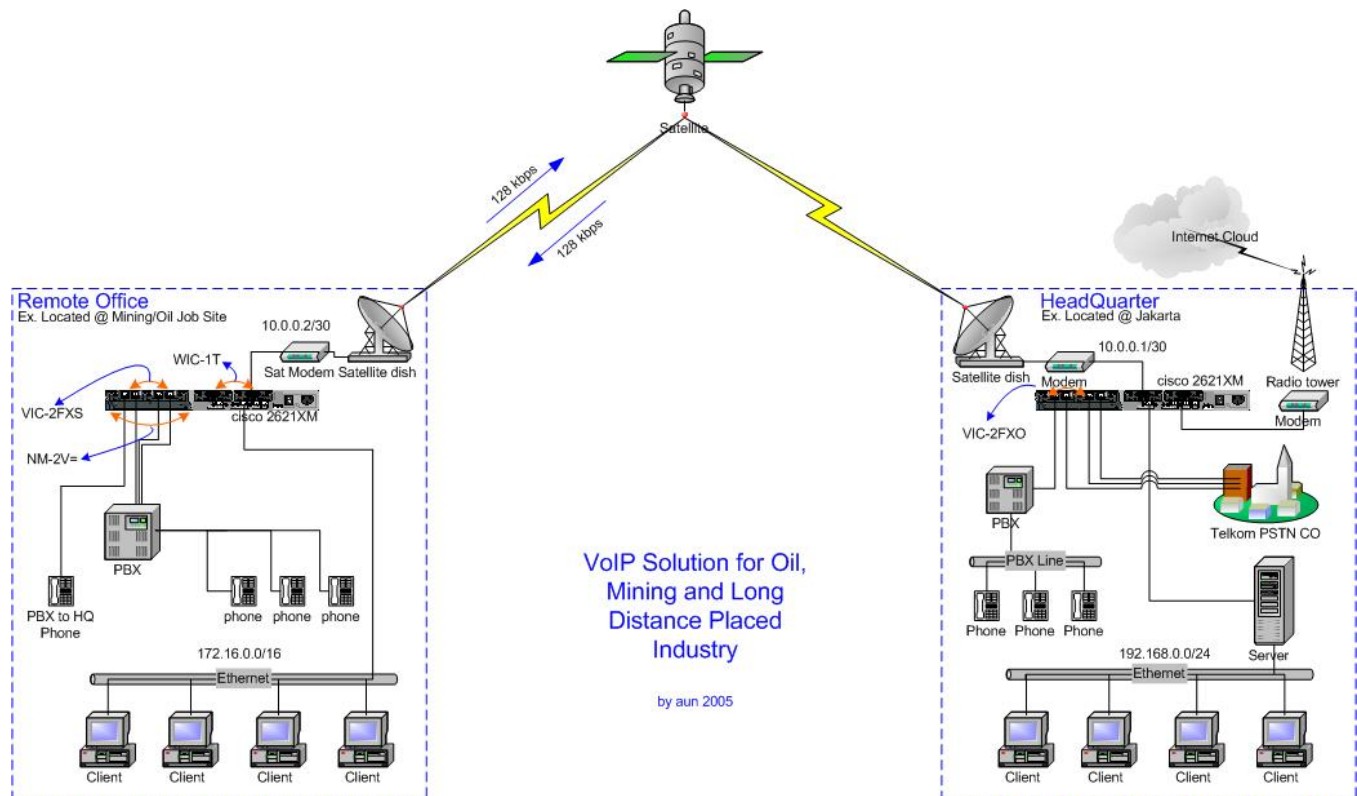 Satellite
128 kbps
128 kbps
Internet Cloud
Remote Office
Ex. Located @ Mining/Oil Job Site
10.0.0.2/30
WIC-1T
Sat Modem
Satellite dish
VIC-2FXS
cisco 2621XM
NM-2V=
PBX
PBX to HQ
Phone
phone
phone
phone
172.16.0.0/16
Ethernet
Client
Client
Client
Client
VoIP Solution for Oil,
Mining and Long
Distance Placed
Industry
by aun 2005
HeadQuarter
Ex. Located @ Jakarta
10.0.0.1/30
Satellite dish
Modem
cisco 2621XM
Radio tower
Modem
VIC-2FXO
PBX
Telkom PSTN CO
PBX Line
Phone
Phone
Phone
Server
192.168.0.0/24
Ethernet
Client
Client
Client
Client